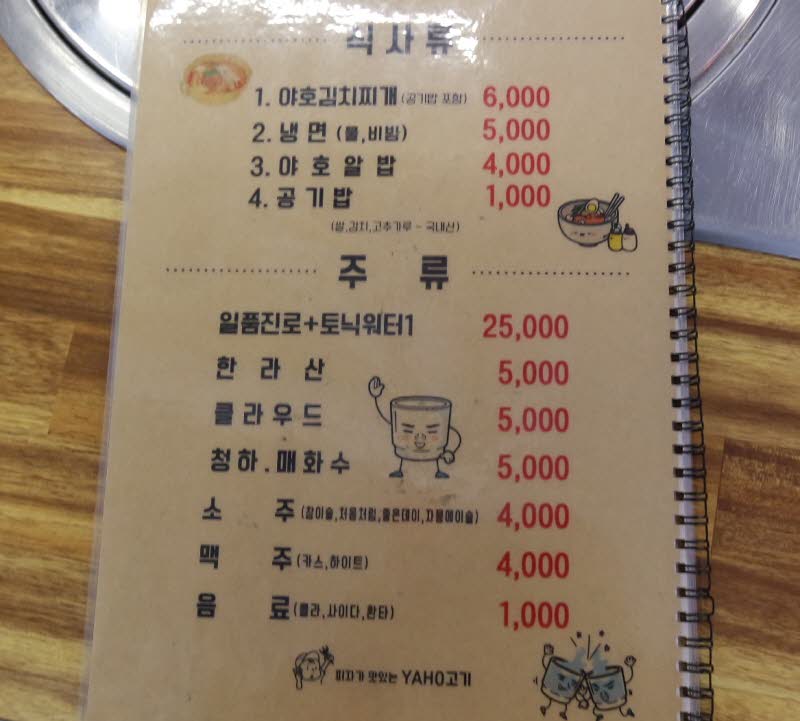 식사류
1. 야호김치찌개 (공기밥 포함) 6,000
2. 냉면 (물,비빔) 5,000
3. 야호알밥 4,000
4. 공기밥 1,000
(쌀,김치,고추가루 - 국내산)
주류
일품진로+토닉워터1 25,000
한라산 5,000
클라우드 5,000
청하.매화수 5,000
소주 (참이슬,처음처럼,좋은데이,자몽에이슬) 4,000
맥주 (카스,하이트) 4,000
음료 (콜라,사이다,환타) 1,000
피자가 맛있는 YAHO고기